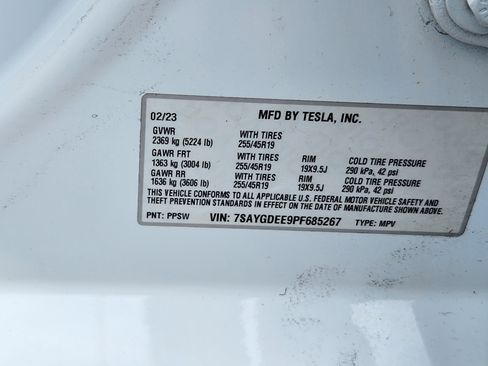 02/23 MFD BY TESLA, INC.
GVWR WITH TIRES
2369 kg (5224 lb) 255/45R19
GAWR FRT WITH TIRES RIM COLD TIRE PRESSURE
1363 kg (3004 lb) 255/45R19 19X9.5J 290 kPa, 42 psi
GAWR RR WITH TIRES RIM COLD TIRE PRESSURE
1636 kg (3606 lb) 255/45R19 19X9.5J 290 kPa, 42 psi
THIS VEHICLE CONFORMS TO ALL APPLICABLE U.S. FEDERAL MOTOR VEHICLE SAFETY AND
THEFT PREVENTION STANDARDS IN EFFECT ON THE DATE OF MANUFACTURE SHOWN ABOVE.
PNT: PPSW VIN: 7SAYGDEE9PF685267 TYPE: MPV